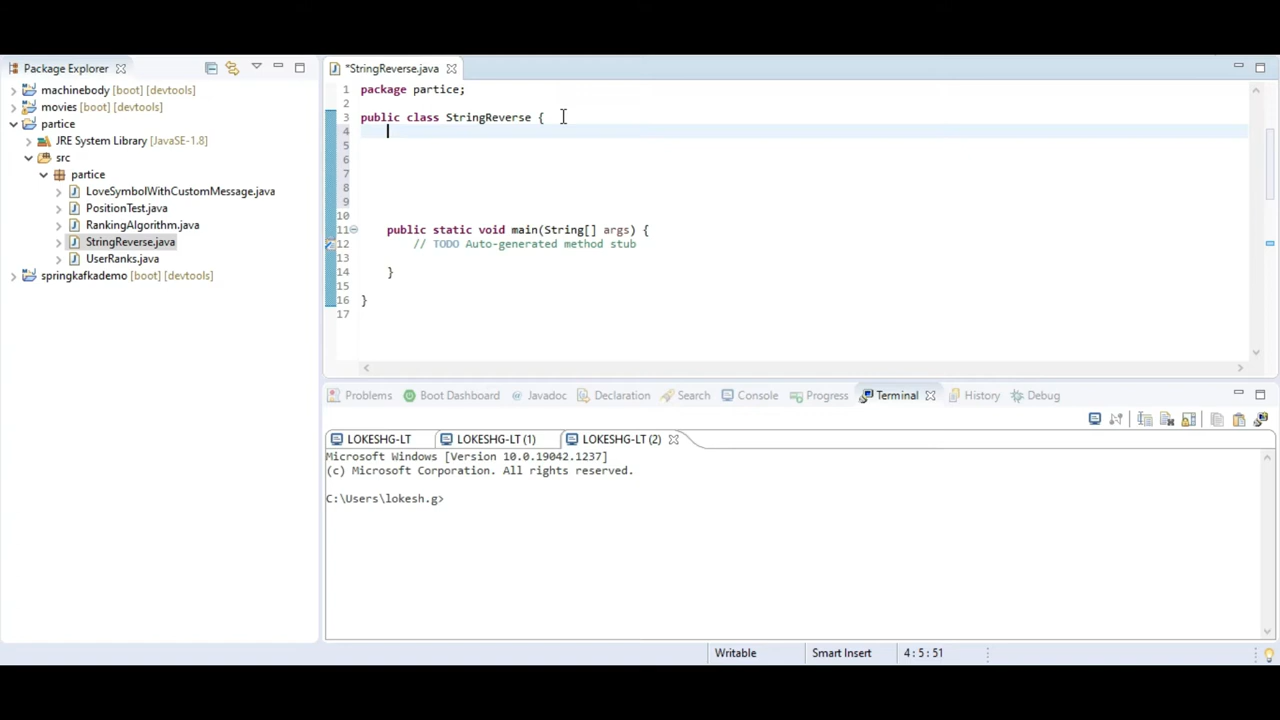 Package Explorer
machinebody [boot] [devtools]
movies [boot] [devtools]
partice
JRE System Library [JavaSE-1.8]
src
partice
LoveSymbolWithCustomMessage.java
PositionTest.java
RankingAlgorithm.java
StringReverse.java
UserRanks.java
springkafkademo [boot] [devtools]
*StringReverse.java
1 package partice;
2
3 public class StringReverse {
4
5
6
7
8
9
10
11 public static void main(String[] args) {
12 // TODO Auto-generated method stub
13
14 }
15
16 }
17
Problems Boot Dashboard Javadoc Declaration Search Console Progress Terminal History Debug
LOKESHG-LT LOKESHG-LT (1) LOKESHG-LT (2)
Microsoft Windows [Version 10.0.19042.1237]
(c) Microsoft Corporation. All rights reserved.
C:\Users\lokesh.g>
Writable Smart Insert 4 : 5 : 51